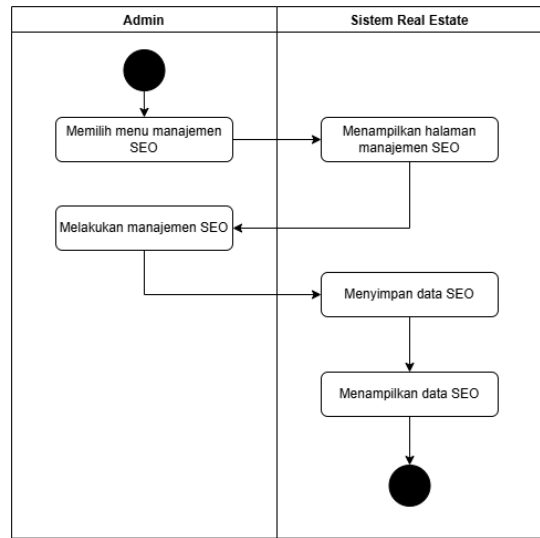 Admin
Sistem Real Estate
Memilih menu manajemen
SEO
Menampilkan halaman
manajemen SEO
Melakukan manajemen SEO
Menyimpan data SEO
Menampilkan data SEO